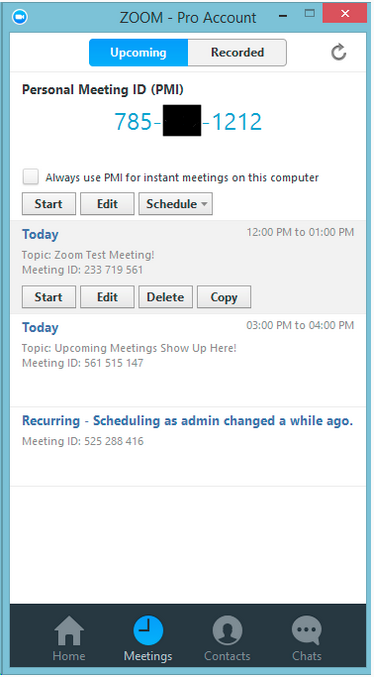 ZOOM - Pro Account
Upcoming Recorded
Personal Meeting ID (PMI)
785- -1212
Always use PMI for instant meetings on this computer
Start Edit Schedule
Today 12:00 PM to 01:00 PM
Topic: Zoom Test Meeting!
Meeting ID: 233 719 561
Start Edit Delete Copy
Today 03:00 PM to 04:00 PM
Topic: Upcoming Meetings Show Up Here!
Meeting ID: 561 515 147
Recurring - Scheduling as admin changed a while ago.
Meeting ID: 525 288 416
Home Meetings Contacts Chats